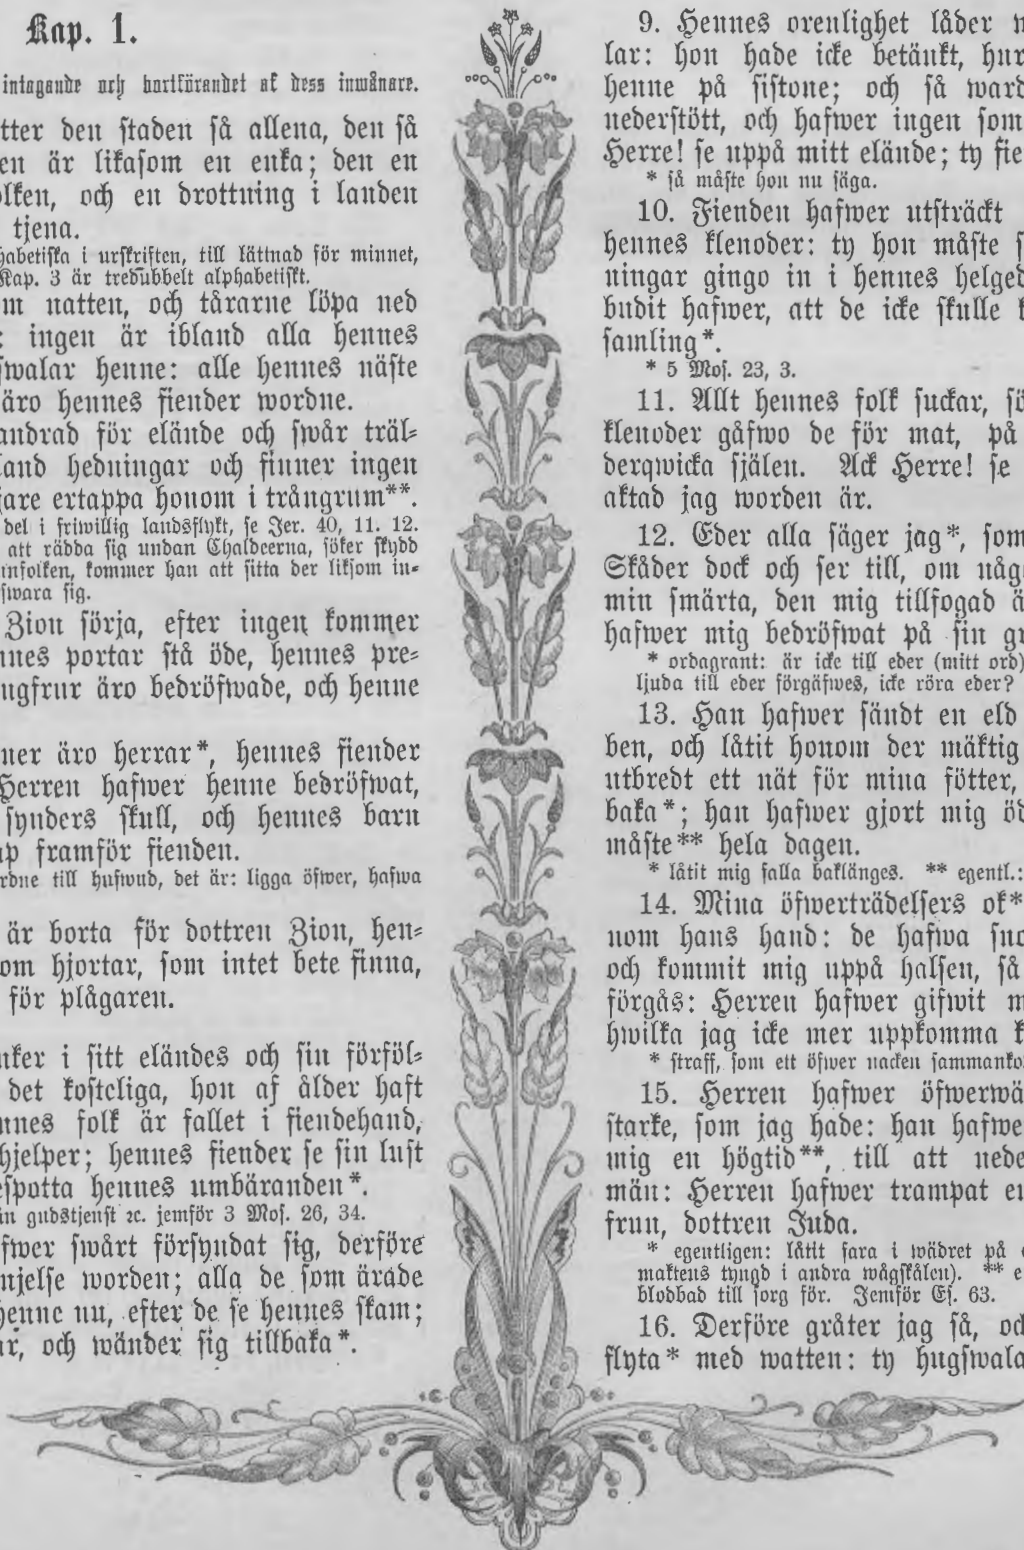 Kap. 1.
intagande och bortförandet af dess inwånare.
tter den staden så allena, den så
en är likasom en enka; den en
olken, och en drottning i landen
tjena.
habetiska i urskriften, till lättnad för minnet,
Kap. 3 är tredubbelt alphabetiskt.
m natten, och tårarne löpa ned
: ingen är ibland alla hennes
swalar henne: alle hennes näste
äro hennes fiender wordne.
andrad för elände och swår träl=
land hedningar och finner ingen
jare ertappa honom i trångrum**.
del i friwillig landsflykt, se Jer. 40, 11. 12.
att rädda sig undan Chaldeerna, söker skydd
infolken, kommer han att sitta der liksom in=
swara sig.
Zion sörja, efter ingen kommer
nnes portar stå öde, hennes pre=
ungfrur äro bedröfwade, och henne
ner äro herrar*, hennes fiender
Herren hafwer henne bedröfwat,
synders skull, och hennes barn
ap framför fienden.
rdne till hufwud, det är: ligga öfwer, hafwa
är borta för dottren Zion, hen=
om hjortar, som intet bete finna,
för plågaren.
nker i sitt eländes och sin förföl=
det kosteliga, hon af ålder haft
nnes folk är fallet i fiendehand,
hjelper; hennes fiender se sin lust
espotta hennes umbäranden*.
in gudstjenst ꝛc. jemför 3 Mos. 26, 34.
fwer swårt försyndat sig, derföre
njelse worden; alla de som ärade
henne nu, efter de se hennes skam;
ar, och wänder sig tillbaka*.
9. Hennes orenlighet låder w
lar: hon hade icke betänkt, hur
henne på sistone; och så ward
nederstött, och hafwer ingen som
Herre! se uppå mitt elände; ty fie
* så måste hon nu säga.
10. Fienden hafwer utsträckt
hennes klenoder: ty hon måste s
ningar gingo in i hennes helged
budit hafwer, att de icke skulle k
samling*.
* 5 Mos. 23, 3.
11. Allt hennes folk suckar, sö
klenoder gåfwo de för mat, på
derqwicka själen. Ack Herre! se
aktad jag worden är.
12. Eder alla säger jag*, som
Skåder dock och ser till, om någo
min smärta, den mig tillfogad ä
hafwer mig bedröfwat på sin gr
* ordagrant: är icke till eder (mitt ord)
ljuda till eder förgäfwes, icke röra eder?
13. Han hafwer sändt en eld
ben, och låtit honom der mäktig
utbredt ett nät för mina fötter,
baka*; han hafwer gjort mig öd
måste** hela dagen.
* låtit mig falla baklänges. ** egentl.:
14. Mina öfwerträdelsers ok*
nom hans hand: de hafwa sno
och kommit mig uppå halsen, så
förgås: Herren hafwer gifwit m
hwilka jag icke mer uppkomma k
* straff, som ett öfwer nacken sammanko
15. Herren hafwer öfwerwä
starke, som jag hade: han hafwe
mig en högtid**, till att nede
män: Herren hafwer trampat en
frun, dottren Juda.
* egentligen: låtit fara i wädret på
maktens tyngd i andra wågskålen). ** e
blodbad till sorg för. Jemför Es. 63.
16. Derföre gråter jag så, oc
flyta* med watten: ty hugswala